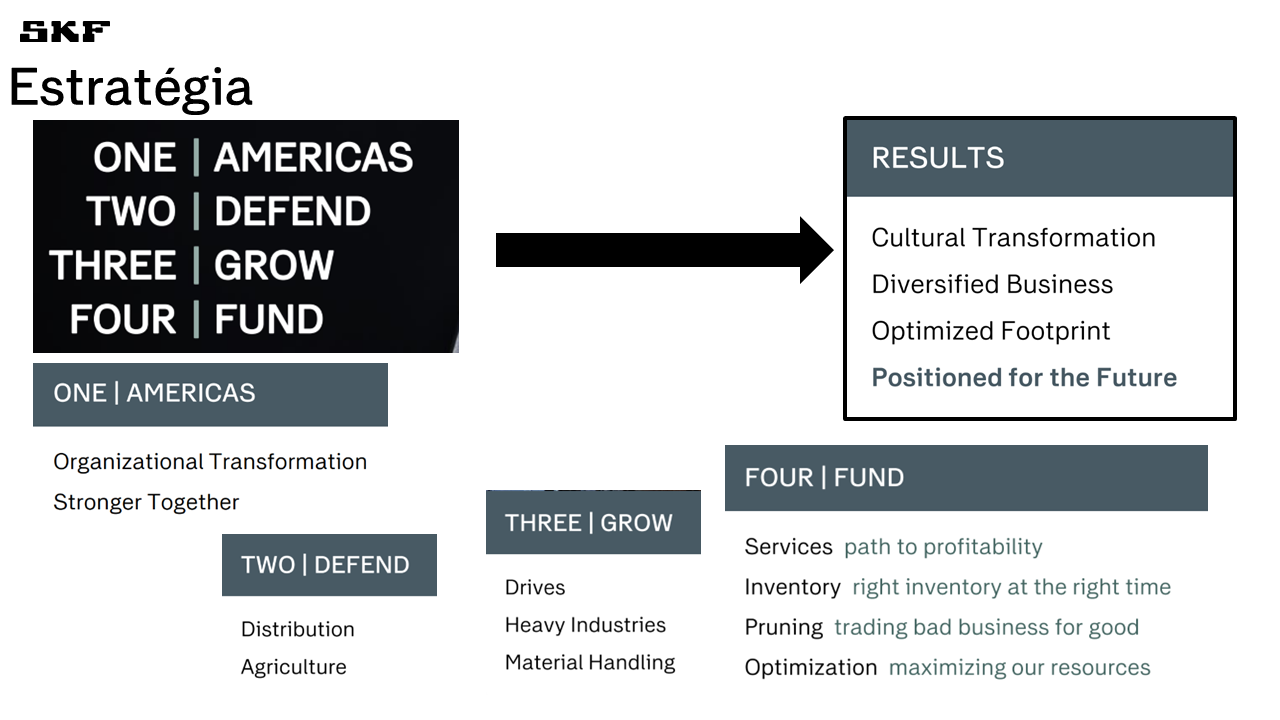 SKF
Estratégia
ONE | AMERICAS
TWO | DEFEND
THREE | GROW
FOUR | FUND
RESULTS
Cultural Transformation
Diversified Business
Optimized Footprint
Positioned for the Future
ONE | AMERICAS
Organizational Transformation
Stronger Together
TWO | DEFEND
Distribution
Agriculture
THREE | GROW
Drives
Heavy Industries
Material Handling
FOUR | FUND
Services path to profitability
Inventory right inventory at the right time
Pruning trading bad business for good
Optimization maximizing our resources